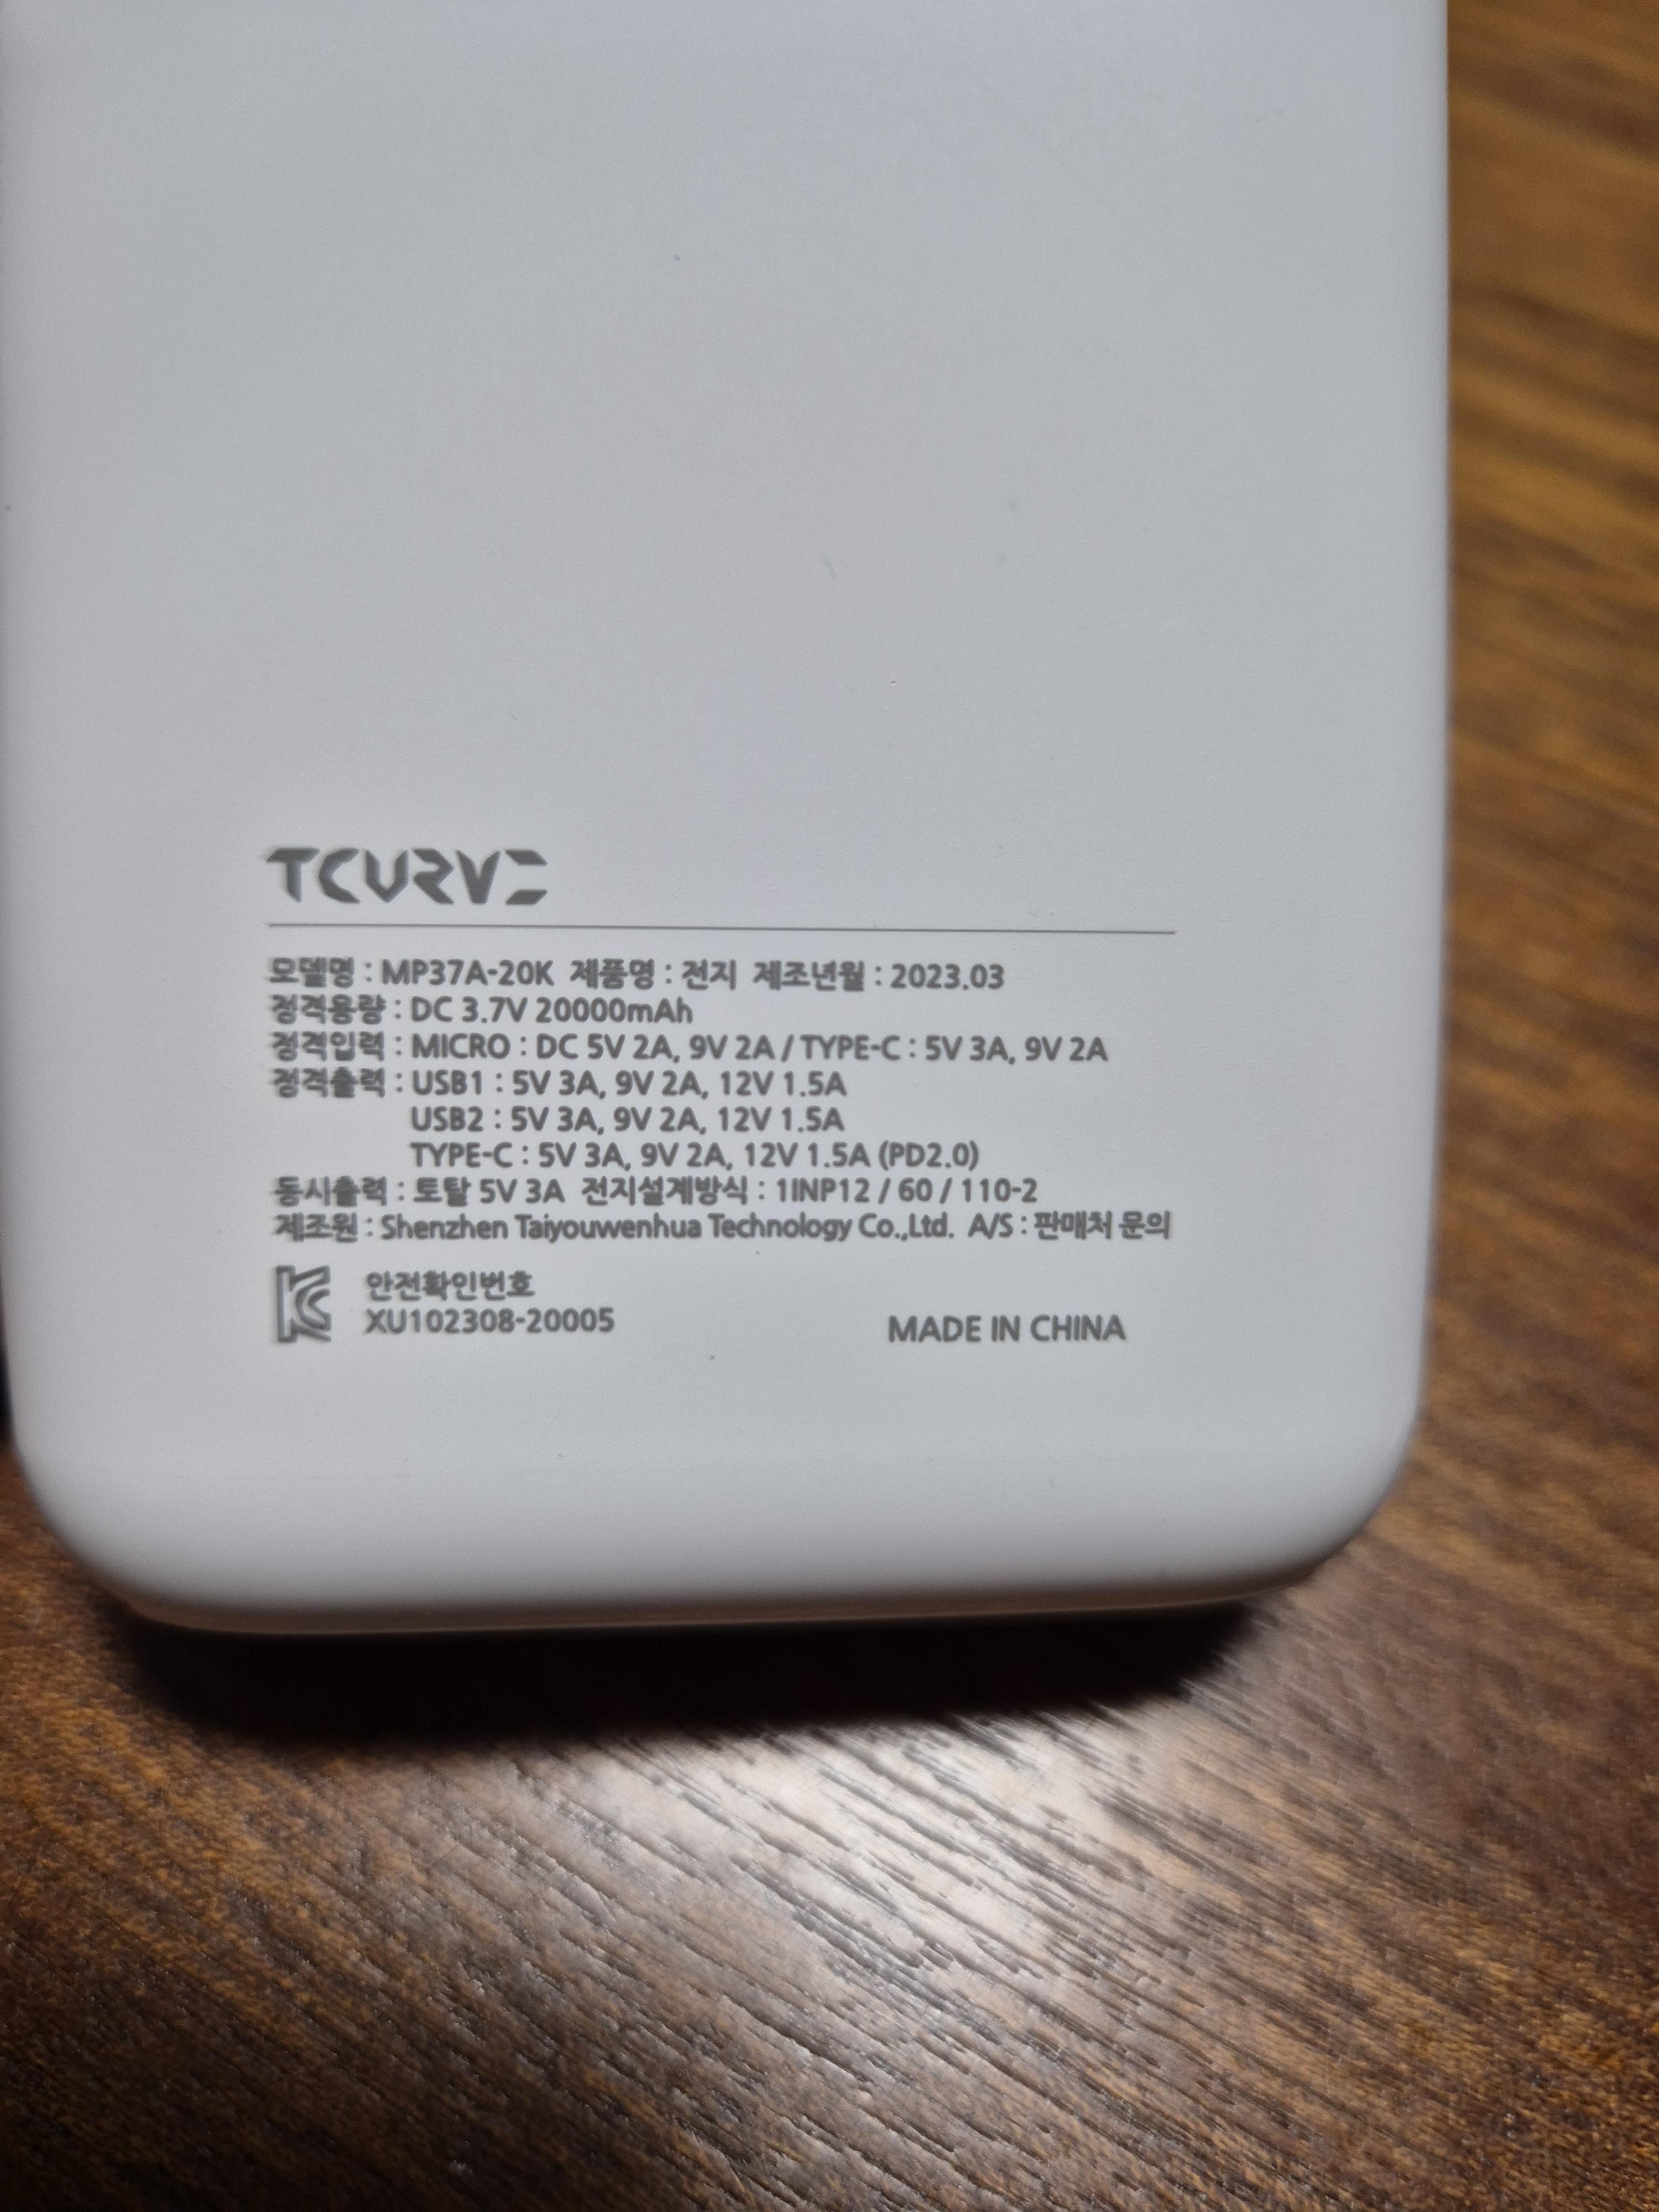 TCURVE
모델명 : MP37A-20K 제품명 : 전지 제조년월 : 2023.03
정격용량 : DC 3.7V 20000mAh
정격입력 : MICRO : DC 5V 2A, 9V 2A / TYPE-C : 5V 3A, 9V 2A
정격출력 : USB1 : 5V 3A, 9V 2A, 12V 1.5A
USB2 : 5V 3A, 9V 2A, 12V 1.5A
TYPE-C : 5V 3A, 9V 2A, 12V 1.5A (PD2.0)
동시출력 : 토탈 5V 3A 전지설계방식 : 1INP12 / 60 / 110-2
제조원 : Shenzhen Taiyouwenhua Technology Co.,Ltd. A/S : 판매처 문의
KC 안전확인번호
XU102308-20005
MADE IN CHINA